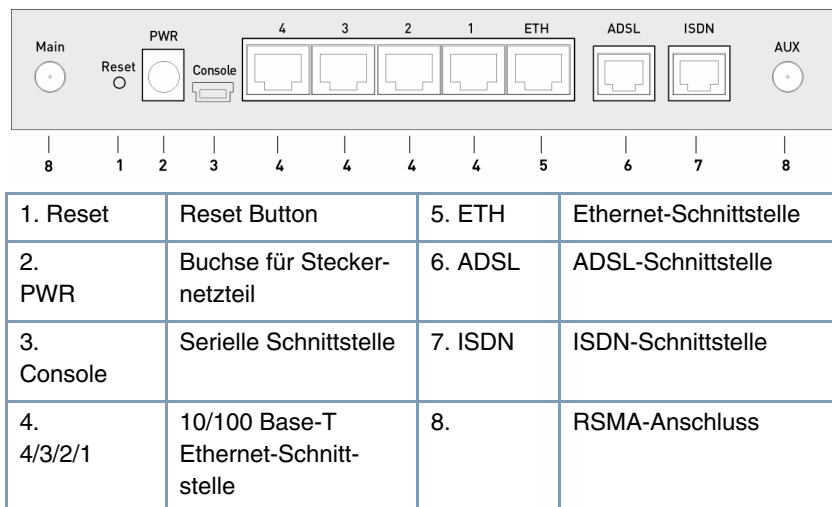 Main
Reset
PWR
Console
4 3 2 1 ETH
ADSL
ISDN
AUX
8 1 2 3 4 4 4 4 5 6 7 8
1. Reset
Reset Button
5. ETH
Ethernet-Schnittstelle
2.
PWR
Buchse für Stecker-
netzteil
6. ADSL
ADSL-Schnittstelle
3.
Console
Serielle Schnittstelle
7. ISDN
ISDN-Schnittstelle
4.
4/3/2/1
10/100 Base-T
Ethernet-Schnitt-
stelle
8.
RSMA-Anschluss